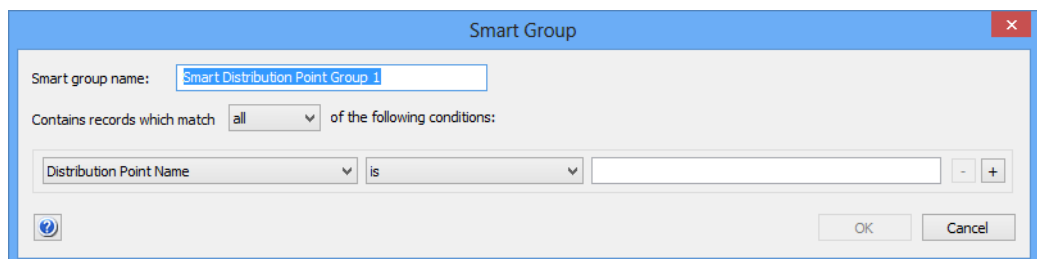 Smart Group
Smart group name: Smart Distribution Point Group 1
Contains records which match all of the following conditions:
Distribution Point Name is - +
? OK Cancel